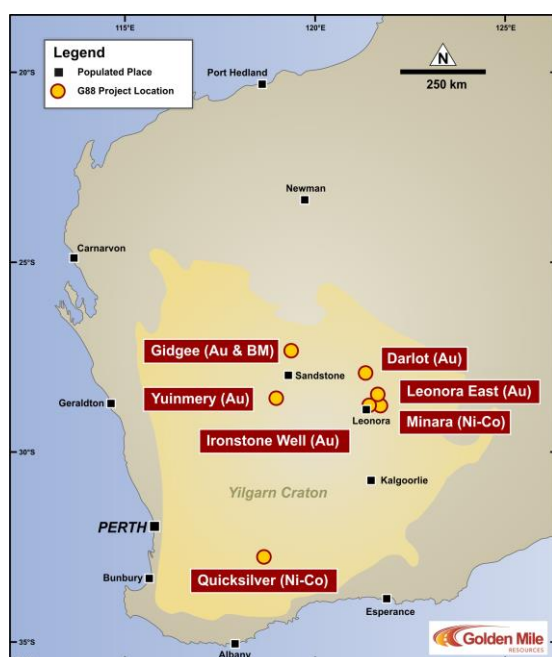 115°E
120°E
125°E
Legend
Populated Place
G88 Project Location
N
250 km
20°S
Port Hedland
Newman
Carnarvon
25°S
Gidgee (Au & BM)
Darlot (Au)
Sandstone
Yuinmery (Au)
Leonora East (Au)
Geraldton
Minara (Ni-Co)
Leonora
Ironstone Well (Au)
30°S
Kalgoorlie
Yilgarn Craton
PERTH
Bunbury
Quicksilver (Ni-Co)
Esperance
35°S
Albany
Golden Mile
RESOURCES